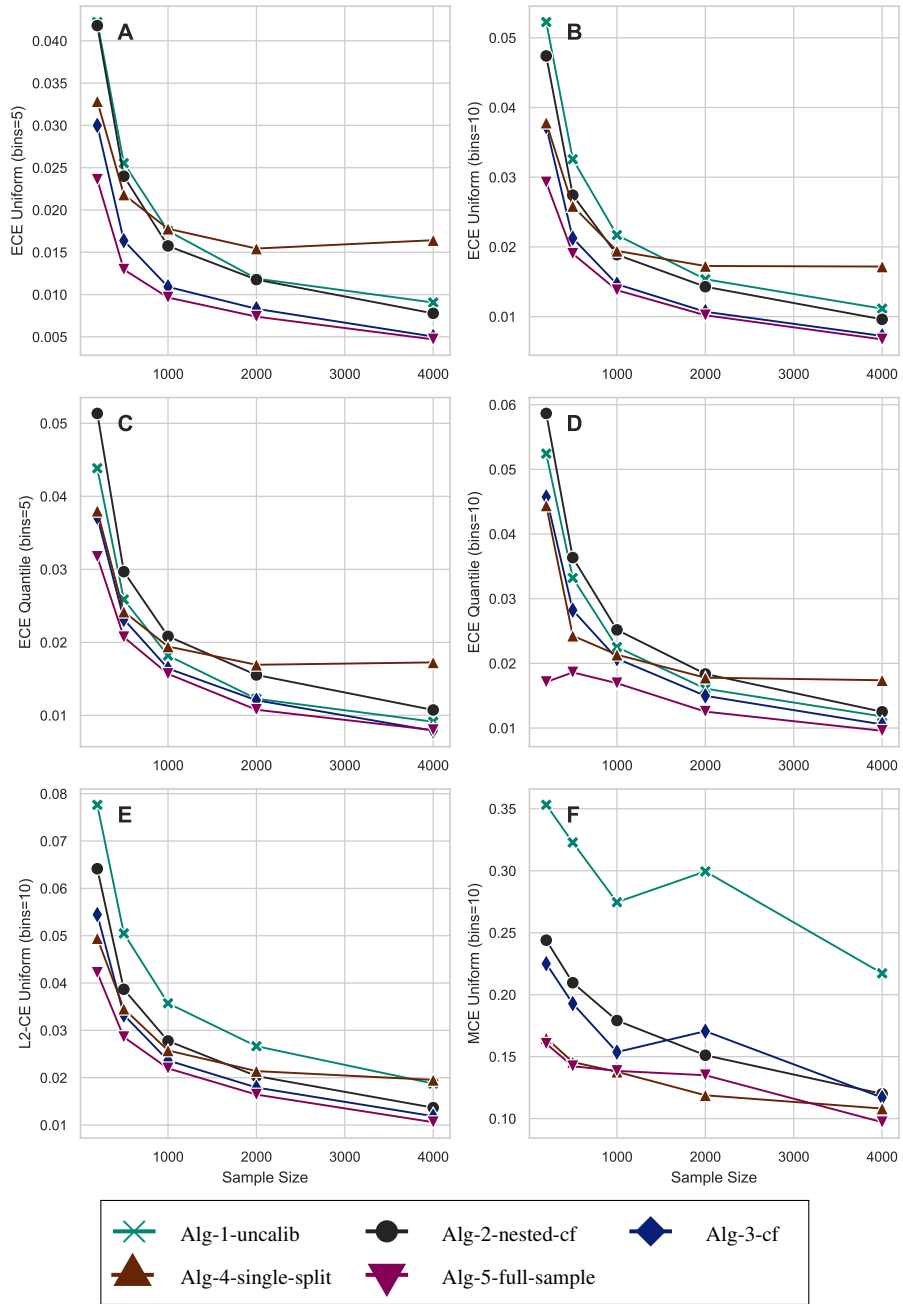 A
ECE Uniform (bins=5)
0.040
0.035
0.030
0.025
0.020
0.015
0.010
0.005
1000 2000 3000 4000
B
ECE Uniform (bins=10)
0.05
0.04
0.03
0.02
0.01
1000 2000 3000 4000
C
ECE Quantile (bins=5)
0.05
0.04
0.03
0.02
0.01
1000 2000 3000 4000
D
ECE Quantile (bins=10)
0.06
0.05
0.04
0.03
0.02
0.01
1000 2000 3000 4000
E
L2-CE Uniform (bins=10)
0.08
0.07
0.06
0.05
0.04
0.03
0.02
0.01
1000 2000 3000 4000
Sample Size
F
MCE Uniform (bins=10)
0.35
0.30
0.25
0.20
0.15
0.10
1000 2000 3000 4000
Sample Size
Alg-1-uncalib Alg-2-nested-cf Alg-3-cf
Alg-4-single-split Alg-5-full-sample